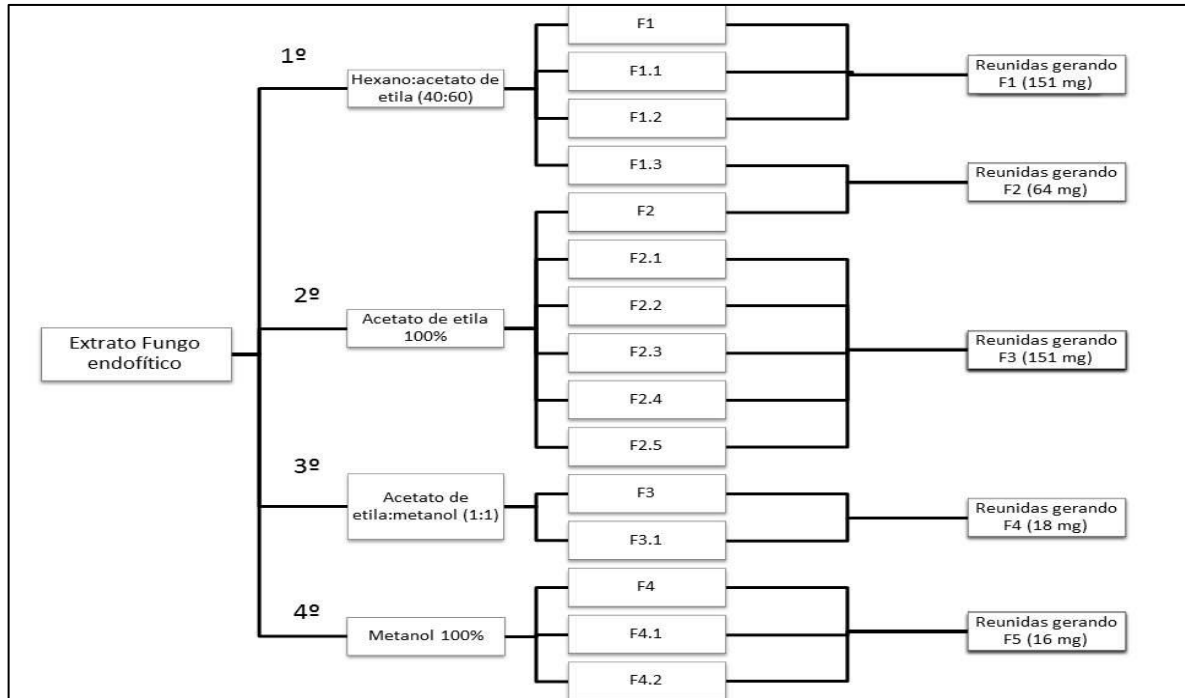 1º
Hexano:acetato de
etila (40:60)
F1
F1.1
F1.2
F1.3
Reunidas gerando
F1 (151 mg)
Reunidas gerando
F2 (64 mg)
Extrato Fungo
endofítico
2º
Acetato de etila
100%
F2
F2.1
F2.2
F2.3
F2.4
F2.5
Reunidas gerando
F3 (151 mg)
3º
Acetato de
etila:metanol (1:1)
F3
F3.1
Reunidas gerando
F4 (18 mg)
4º
Metanol 100%
F4
F4.1
F4.2
Reunidas gerando
F5 (16 mg)